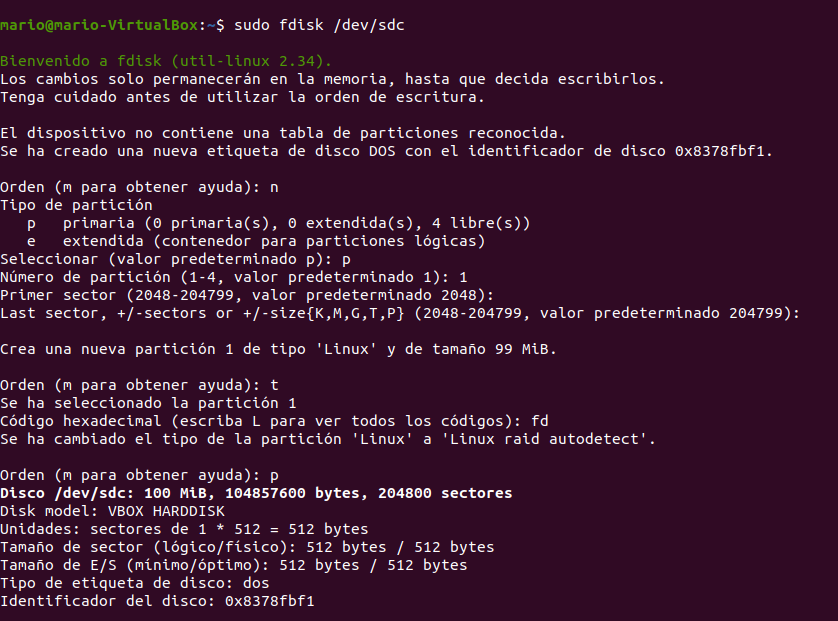 mario@mario-VirtualBox:~$ sudo fdisk /dev/sdc
Bienvenido a fdisk (util-linux 2.34).
Los cambios solo permanecerán en la memoria, hasta que decida escribirlos.
Tenga cuidado antes de utilizar la orden de escritura.
El dispositivo no contiene una tabla de particiones reconocida.
Se ha creado una nueva etiqueta de disco DOS con el identificador de disco 0x8378fbf1.
Orden (m para obtener ayuda): n
Tipo de partición
p   primaria (0 primaria(s), 0 extendida(s), 4 libre(s))
e   extendida (contenedor para particiones lógicas)
Seleccionar (valor predeterminado p): p
Número de partición (1-4, valor predeterminado 1): 1
Primer sector (2048-204799, valor predeterminado 2048):
Last sector, +/-sectors or +/-size{K,M,G,T,P} (2048-204799, valor predeterminado 204799):
Crea una nueva partición 1 de tipo 'Linux' y de tamaño 99 MiB.
Orden (m para obtener ayuda): t
Se ha seleccionado la partición 1
Código hexadecimal (escriba L para ver todos los códigos): fd
Se ha cambiado el tipo de la partición 'Linux' a 'Linux raid autodetect'.
Orden (m para obtener ayuda): p
Disco /dev/sdc: 100 MiB, 104857600 bytes, 204800 sectores
Disk model: VBOX HARDDISK
Unidades: sectores de 1 * 512 = 512 bytes
Tamaño de sector (lógico/físico): 512 bytes / 512 bytes
Tamaño de E/S (mínimo/óptimo): 512 bytes / 512 bytes
Tipo de etiqueta de disco: dos
Identificador del disco: 0x8378fbf1